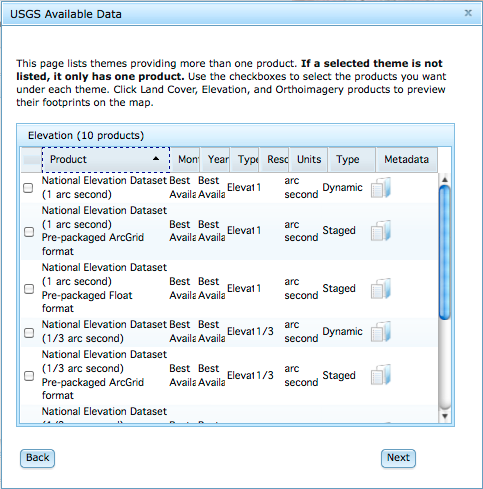 USGS Available Data
This page lists themes providing more than one product. If a selected theme is not
listed, it only has one product. Use the checkboxes to select the products you want
under each theme. Click Land Cover, Elevation, and Orthoimagery products to preview
their footprints on the map.
Elevation (10 products)
Product Mon Year Type Reso Units Type Metadata
National Elevation Dataset Best Best arc
(1 arc second) Availa Availa Elevat 1 second Dynamic
National Elevation Dataset
(1 arc second) Best Best arc
Pre-packaged ArcGrid Availa Availa Elevat 1 second Staged
format
National Elevation Dataset
(1 arc second) Best Best arc
Pre-packaged Float Availa Availa Elevat 1 second Staged
format
National Elevation Dataset Best Best arc
(1/3 arc second) Availa Availa Elevat 1/3 second Dynamic
National Elevation Dataset
(1/3 arc second) Best Best arc
Pre-packaged ArcGrid Availa Availa Elevat 1/3 second Staged
format
National Elevation Dataset
Back Next